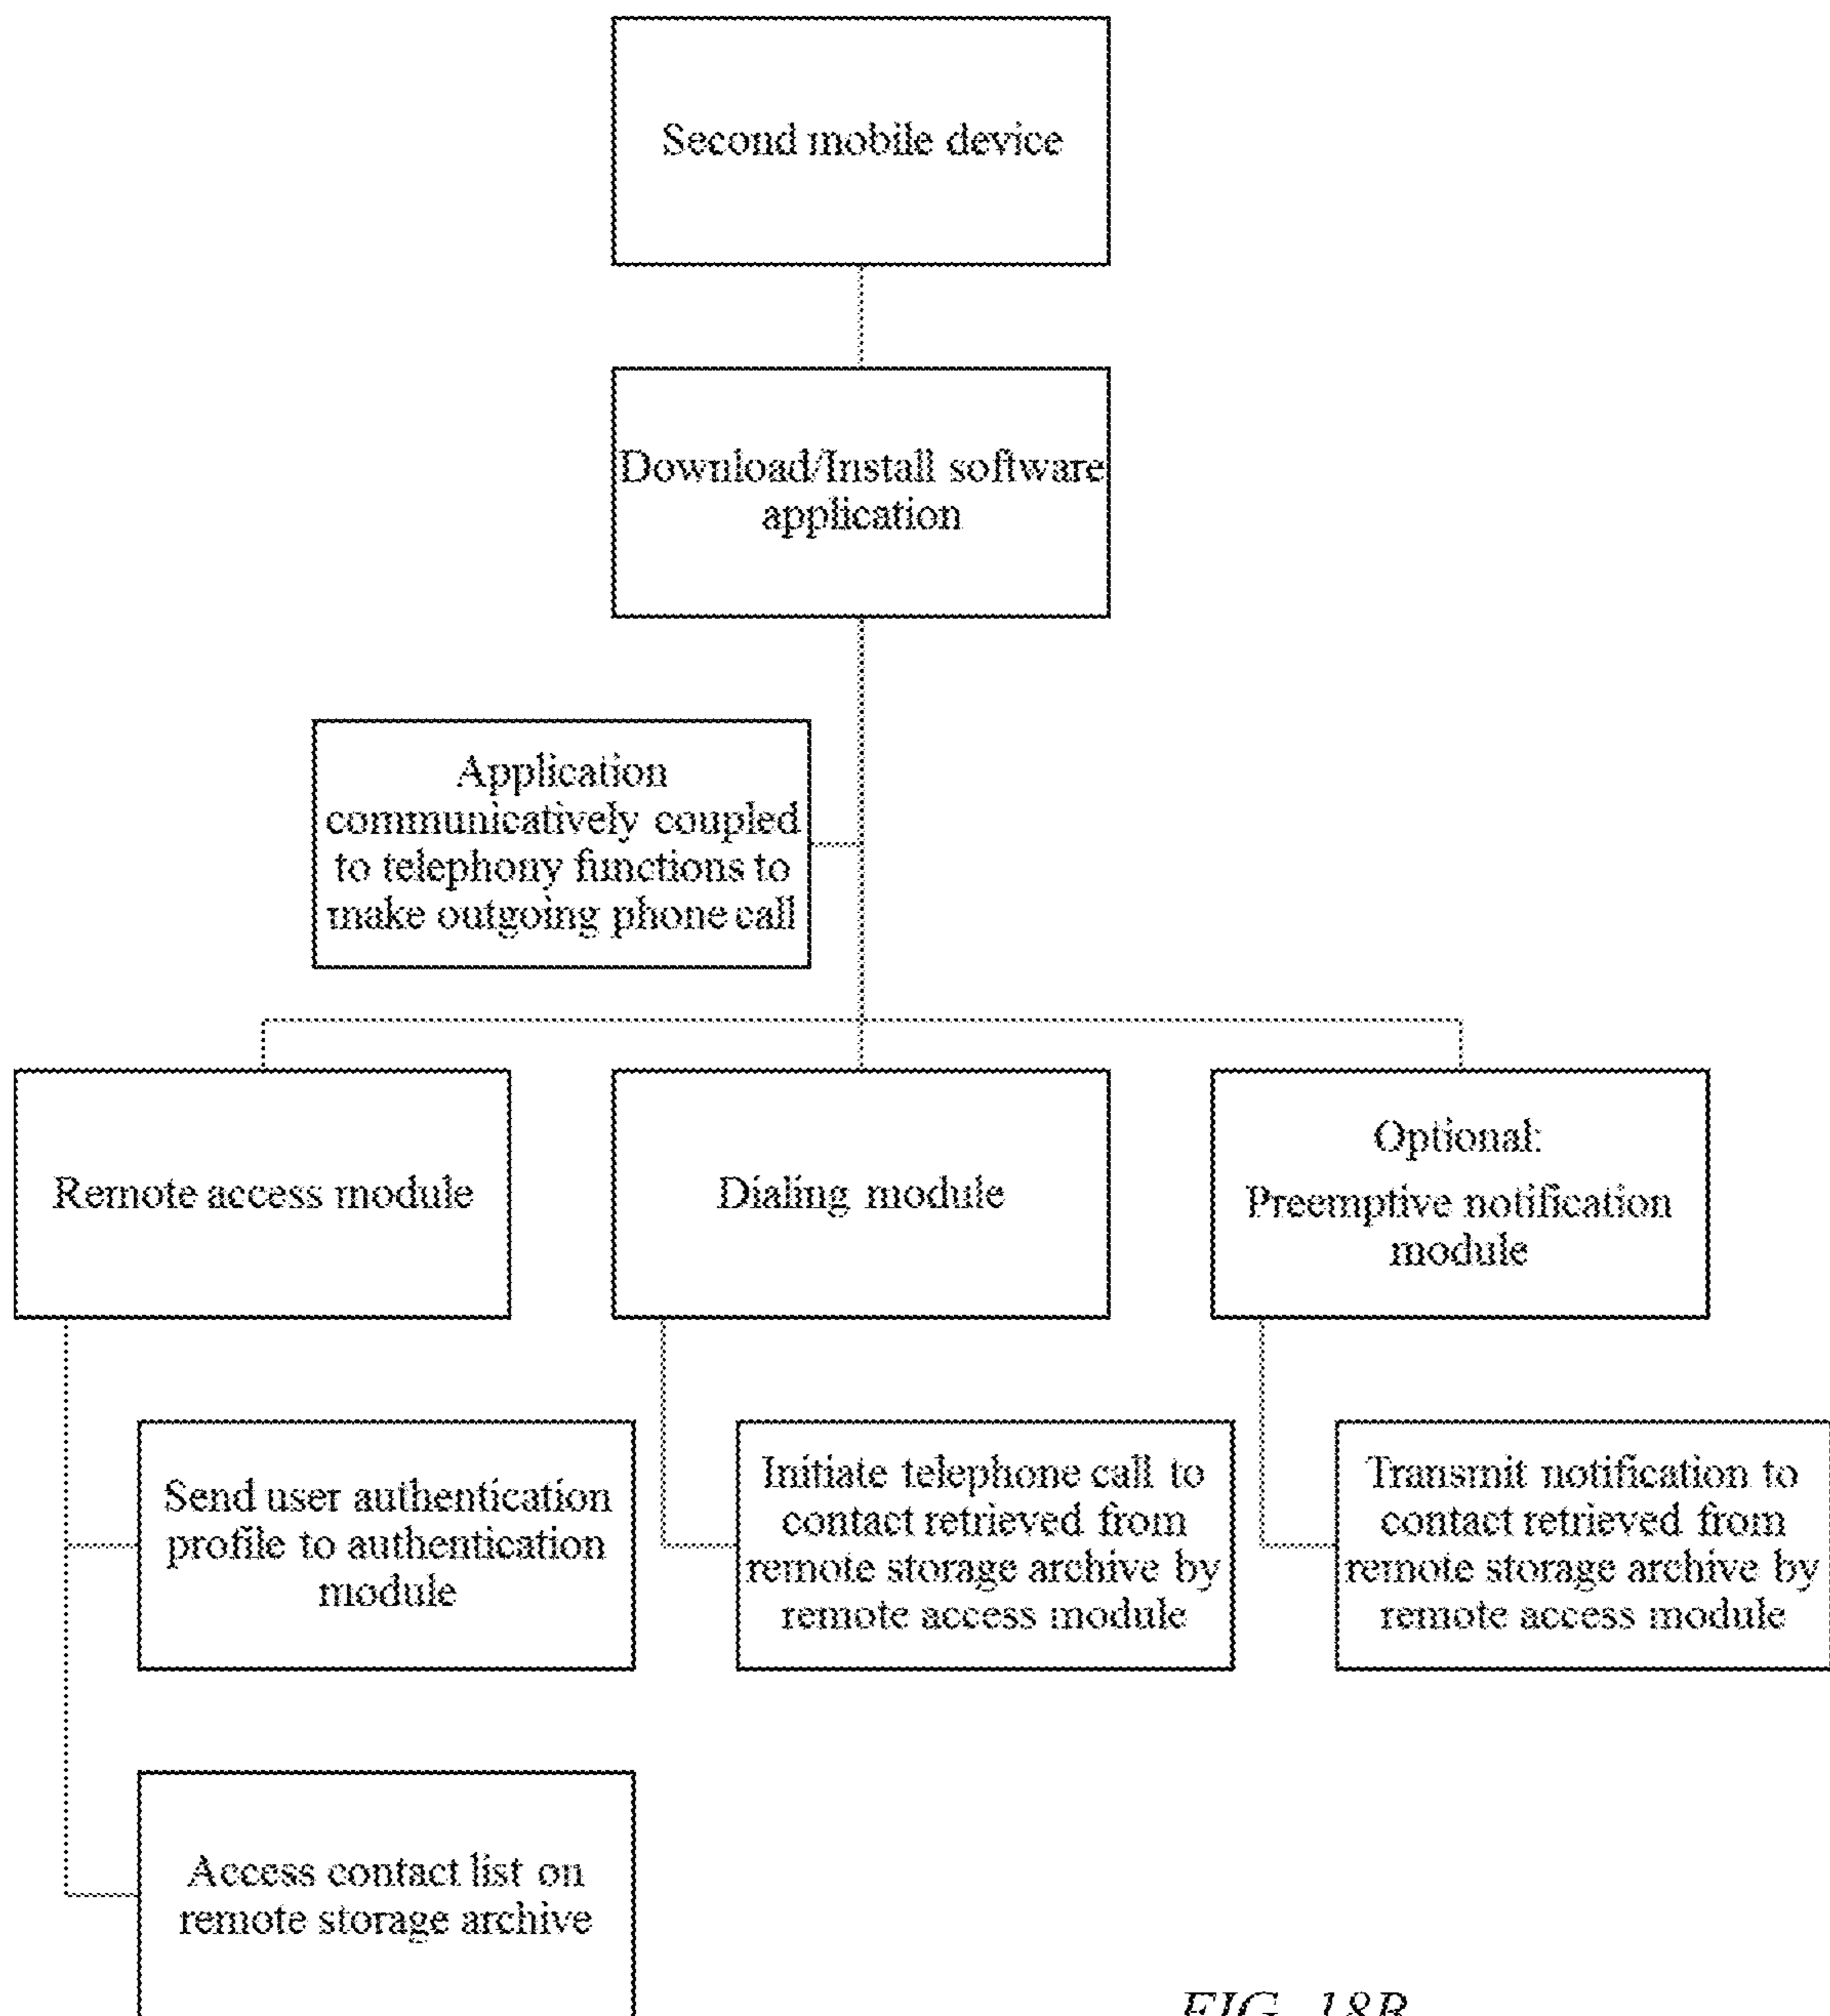 Second mobile device
Download/Install software
application
Application
communicatively coupled
to telephony functions to
make outgoing phone call
Remote access module
Dialing module
Optional:
Preemptive notification
module
Send user authentication
profile to authentication
module
Initiate telephone call to
contact retrieved from
remote storage archive by
remote access module
Transmit notification to
contact retrieved from
remote storage archive by
remote access module
Access contact list on
remote storage archive
FIG. 18B